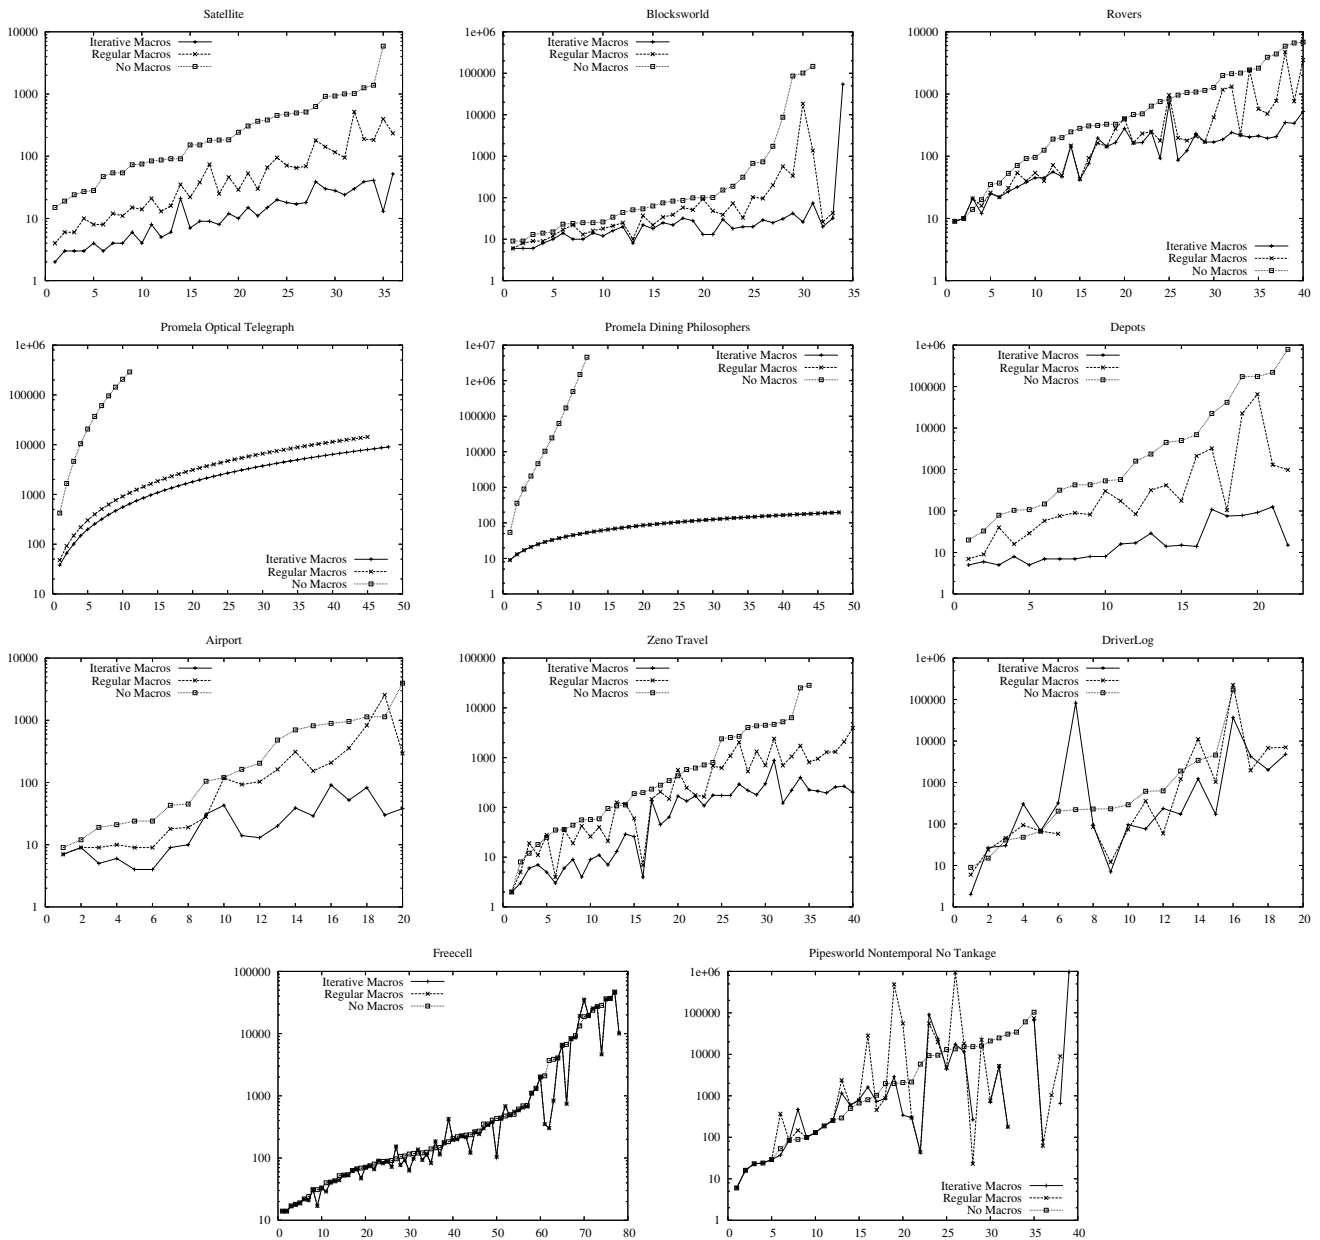 Satellite
10000
1000
100
10
1
0 5 10 15 20 25 30 35
Iterative Macros
Regular Macros
No Macros
Blocksworld
1e+06
100000
10000
1000
100
10
1
0 5 10 15 20 25 30 35
Iterative Macros
Regular Macros
No Macros
Rovers
10000
1000
100
10
1
0 5 10 15 20 25 30 35 40
Iterative Macros
Regular Macros
No Macros
Promela Optical Telegraph
1e+06
100000
10000
1000
100
10
0 5 10 15 20 25 30 35 40 45 50
Iterative Macros
Regular Macros
No Macros
Promela Dining Philosophers
1e+07
1e+06
100000
10000
1000
100
10
1
0 5 10 15 20 25 30 35 40 45 50
Iterative Macros
Regular Macros
No Macros
Depots
1e+06
100000
10000
1000
100
10
1
0 5 10 15 20
Iterative Macros
Regular Macros
No Macros
Airport
10000
1000
100
10
1
0 2 4 6 8 10 12 14 16 18 20
Iterative Macros
Regular Macros
No Macros
Zeno Travel
100000
10000
1000
100
10
1
0 5 10 15 20 25 30 35 40
Iterative Macros
Regular Macros
No Macros
DriverLog
1e+06
100000
10000
1000
100
10
1
0 2 4 6 8 10 12 14 16 18 20
Iterative Macros
Regular Macros
No Macros
Freecell
100000
10000
1000
100
10
0 10 20 30 40 50 60 70 80
Iterative Macros
Regular Macros
No Macros
Pipesworld Nontemporal No Tankage
1e+06
100000
10000
1000
100
10
1
0 5 10 15 20 25 30 35 40
Iterative Macros
Regular Macros
No Macros